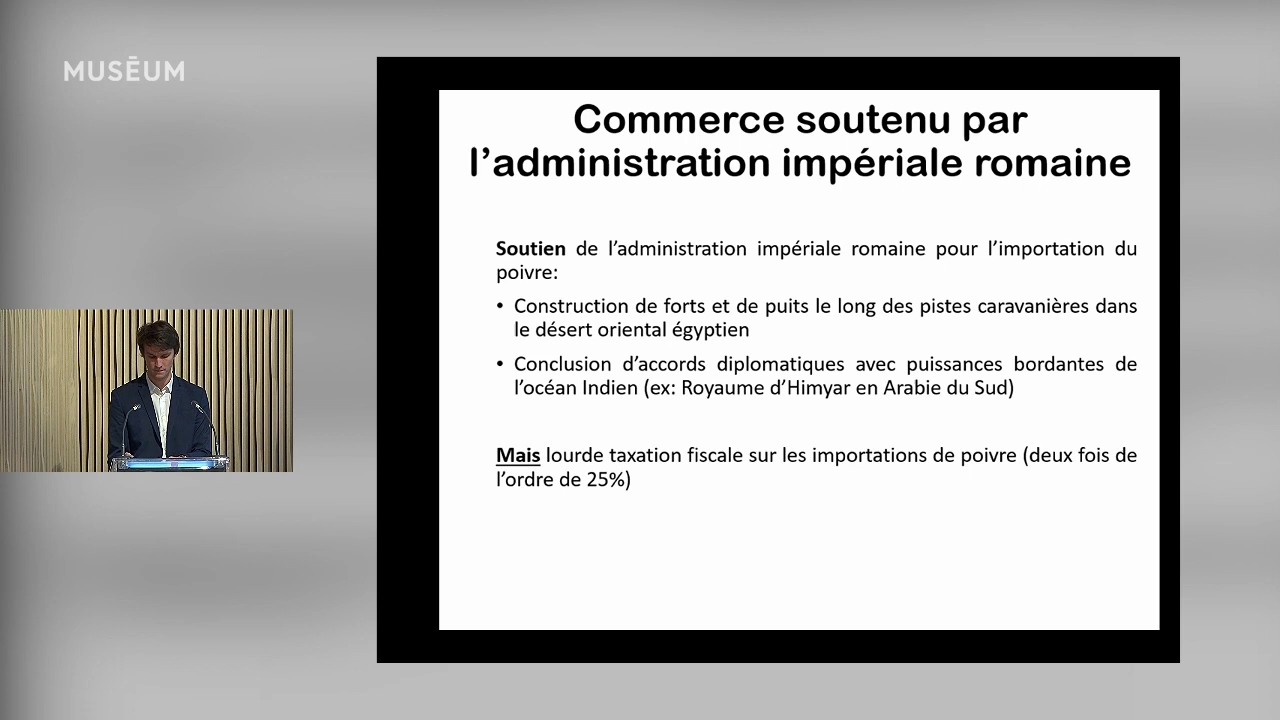 MUSĒUM
Commerce soutenu par
l’administration impériale romaine
Soutien de l’administration impériale romaine pour l’importation du
poivre:
• Construction de forts et de puits le long des pistes caravanières dans
le désert oriental égyptien
• Conclusion d’accords diplomatiques avec puissances bordantes de
l’océan Indien (ex: Royaume d’Himyar en Arabie du Sud)
Mais lourde taxation fiscale sur les importations de poivre (deux fois de
l’ordre de 25%)